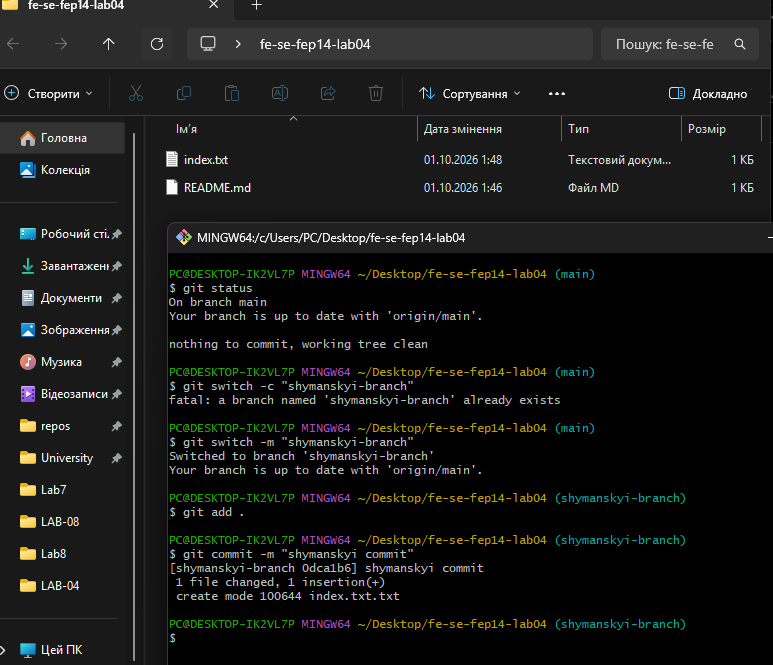 fe-se-fep14-lab04
fe-se-fep14-lab04
Пошук: fe-se-fe
Створити
Сортування
Докладно
Головна
Колекція
Робочий стіл
Завантаженн
Документи
Зображення
Музика
Відеозаписи
repos
University
Lab7
LAB-08
Lab8
LAB-04
Цей ПК
Ім'я Дата змінення Тип Розмір
index.txt 01.10.2026 1:48 Текстовий докум... 1 КБ
README.md 01.10.2026 1:46 Файл MD 1 КБ
MINGW64:/c/Users/PC/Desktop/fe-se-fep14-lab04
PC@DESKTOP-IK2VL7P MINGW64 ~/Desktop/fe-se-fep14-lab04 (main)
$ git status
On branch main
Your branch is up to date with 'origin/main'.
nothing to commit, working tree clean
PC@DESKTOP-IK2VL7P MINGW64 ~/Desktop/fe-se-fep14-lab04 (main)
$ git switch -c "shymanskyi-branch"
fatal: a branch named 'shymanskyi-branch' already exists
PC@DESKTOP-IK2VL7P MINGW64 ~/Desktop/fe-se-fep14-lab04 (main)
$ git switch -m "shymanskyi-branch"
Switched to branch 'shymanskyi-branch'
Your branch is up to date with 'origin/main'.
PC@DESKTOP-IK2VL7P MINGW64 ~/Desktop/fe-se-fep14-lab04 (shymanskyi-branch)
$ git add .
PC@DESKTOP-IK2VL7P MINGW64 ~/Desktop/fe-se-fep14-lab04 (shymanskyi-branch)
$ git commit -m "shymanskyi commit"
[shymanskyi-branch 0dca1b6] shymanskyi commit
1 file changed, 1 insertion(+)
create mode 100644 index.txt.txt
PC@DESKTOP-IK2VL7P MINGW64 ~/Desktop/fe-se-fep14-lab04 (shymanskyi-branch)
$